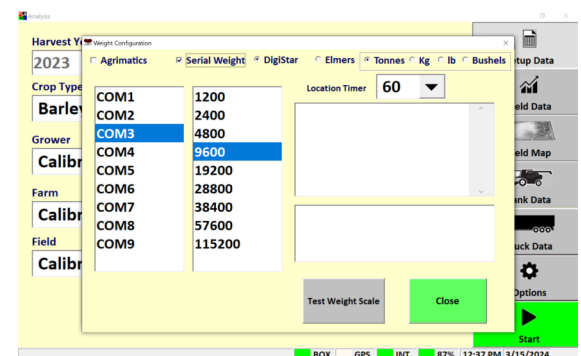 Analysis
Harvest Y
Weight Configuration
2023
Agrimatics Serial Weight DigiStar Elmers Tonnes Kg lb Bushels
tup Data
Crop Type
Location Timer 60
Barle
COM1
COM2
COM3
COM4
COM5
COM6
COM7
COM8
COM9
1200
2400
4800
9600
19200
28800
38400
57600
115200
eld Data
Grower
Calibr
eld Map
Farm
Calibr
nk Data
Field
Calibr
uck Data
Options
Test Weight Scale
Close
Start
BOX GPS INT 87% 12:37 PM 3/15/2024